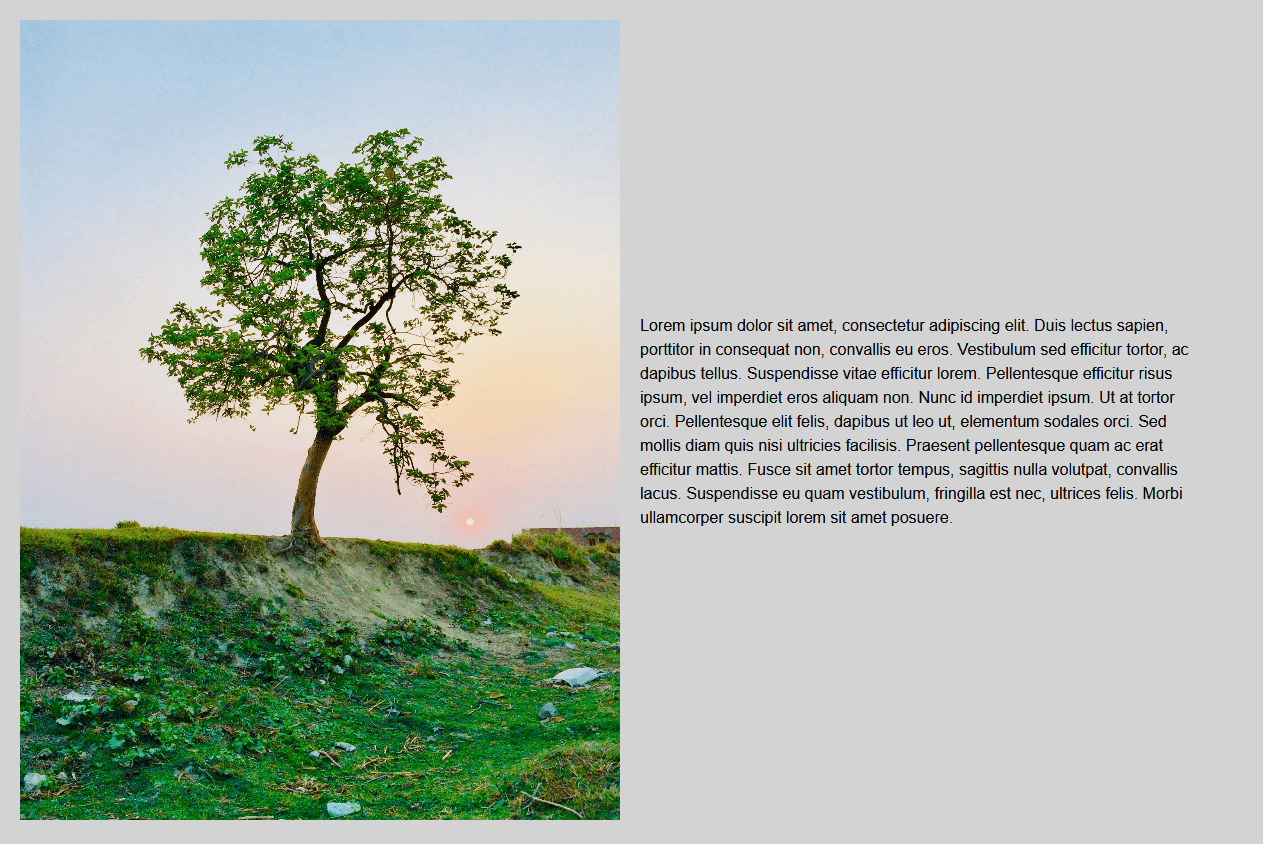 Lorem ipsum dolor sit amet, consectetur adipiscing elit. Duis lectus sapien,
porttitor in consequat non, convallis eu eros. Vestibulum sed efficitur tortor, ac
dapibus tellus. Suspendisse vitae efficitur lorem. Pellentesque efficitur risus
ipsum, vel imperdiet eros aliquam non. Nunc id imperdiet ipsum. Ut at tortor
orci. Pellentesque elit felis, dapibus ut leo ut, elementum sodales orci. Sed
mollis diam quis nisi ultricies facilisis. Praesent pellentesque quam ac erat
efficitur mattis. Fusce sit amet tortor tempus, sagittis nulla volutpat, convallis
lacus. Suspendisse eu quam vestibulum, fringilla est nec, ultrices felis. Morbi
ullamcorper suscipit lorem sit amet posuere.